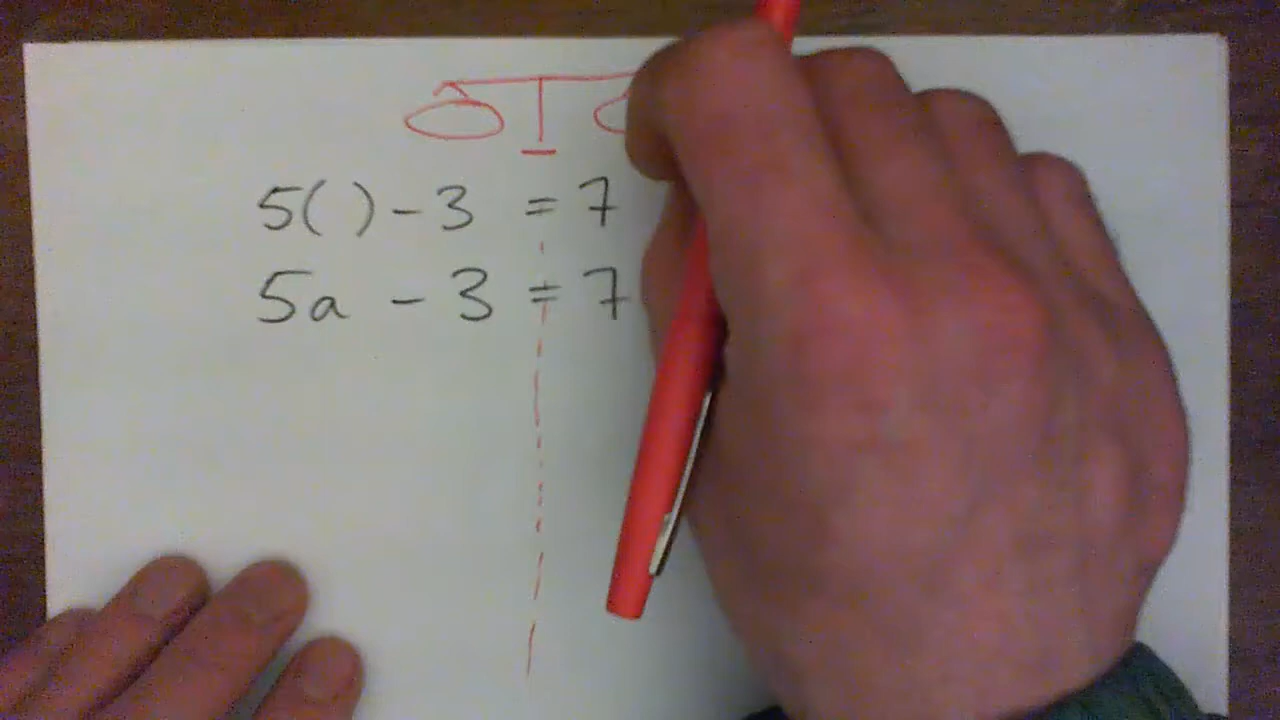 5( ) - 3 = 7
5a - 3 = 7